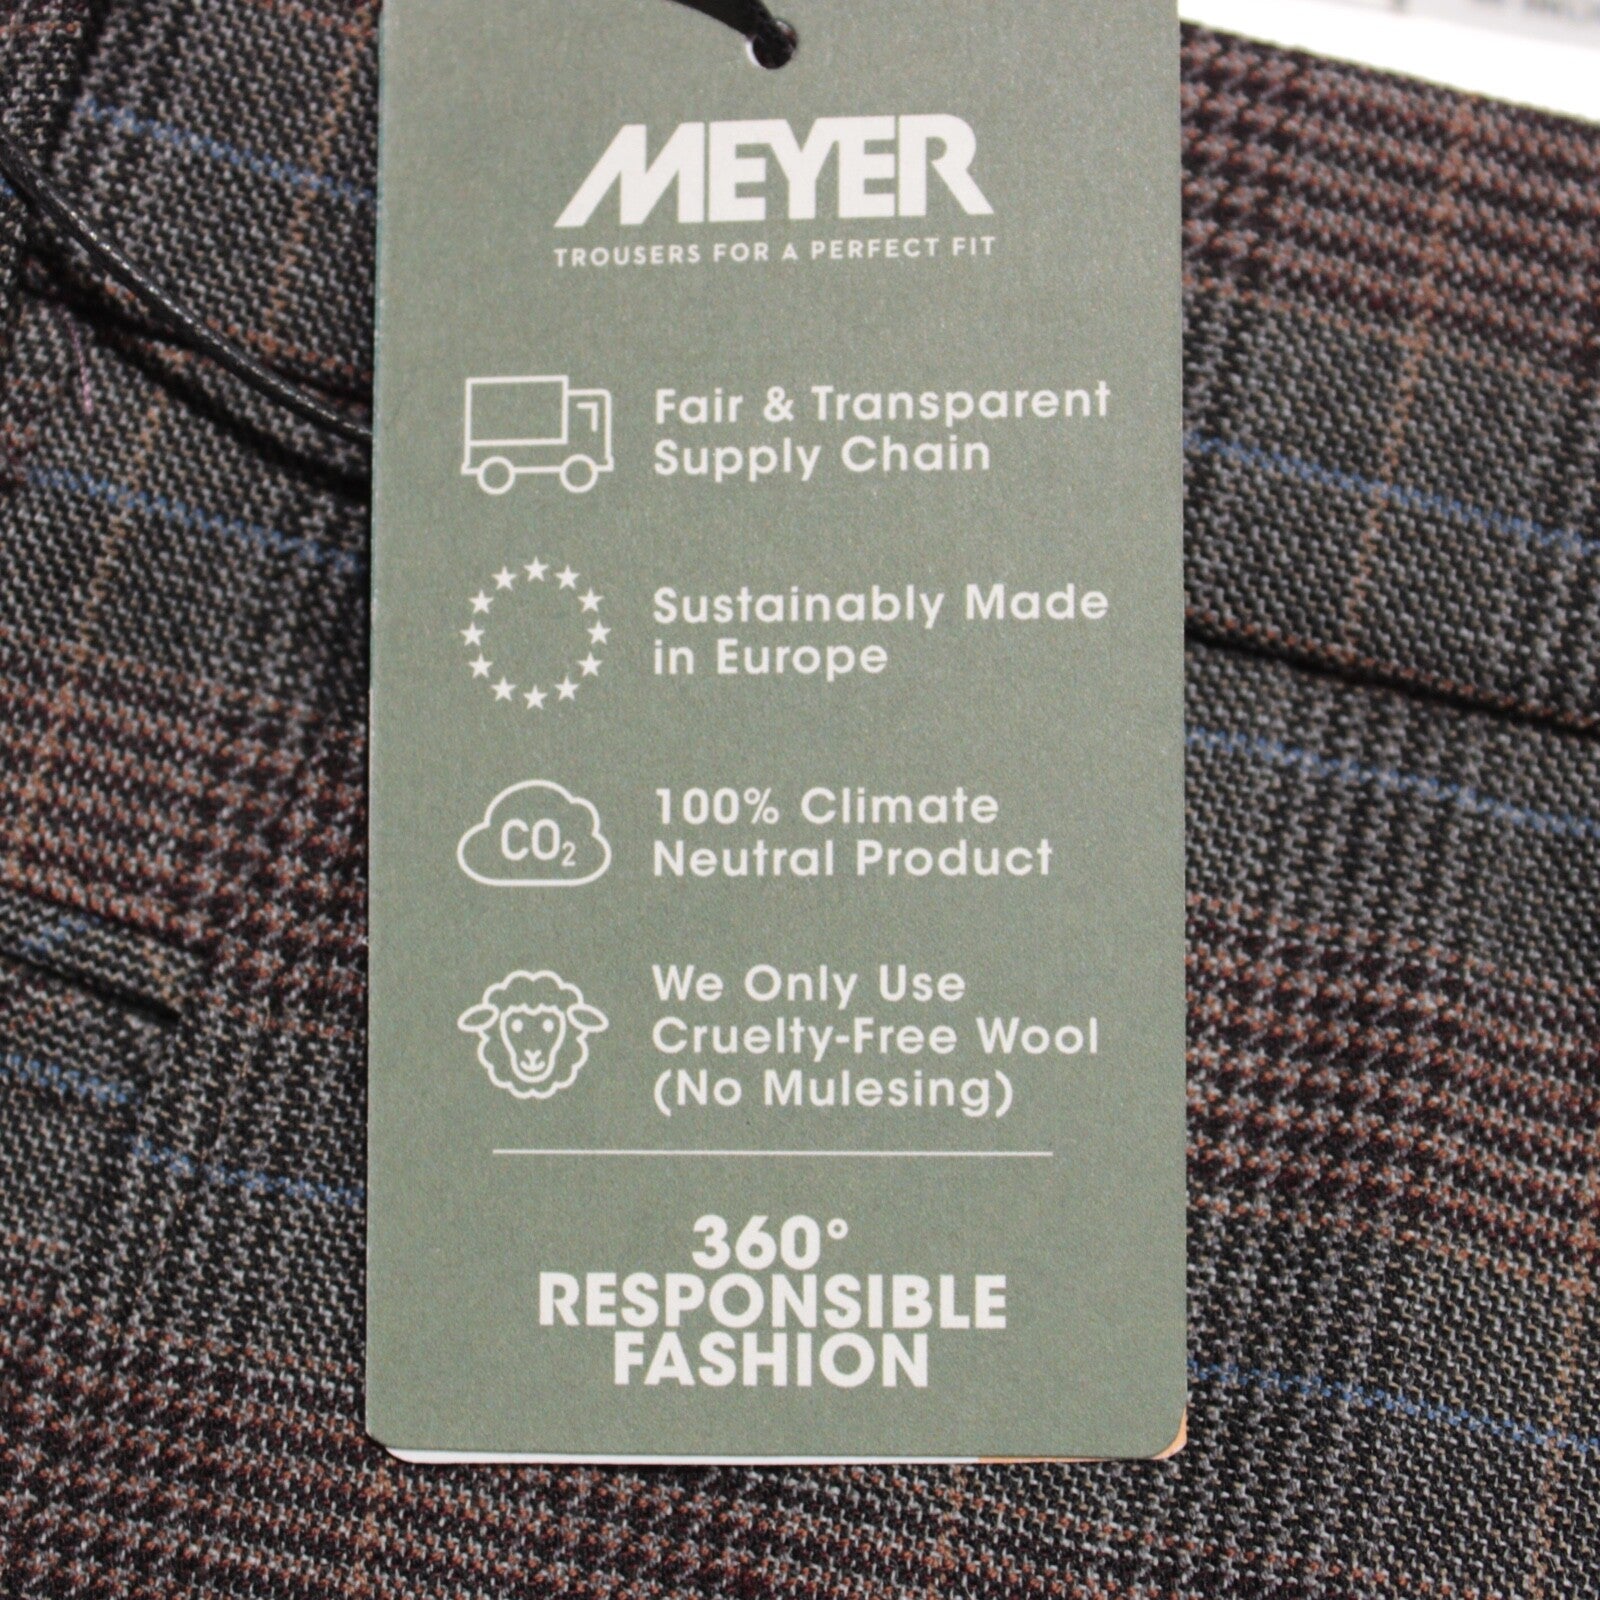 MEYER
TROUSERS FOR A PERFECT FIT
Fair & Transparent
Supply Chain
Sustainably Made
in Europe
CO₂
100% Climate
Neutral Product
We Only Use
Cruelty-Free Wool
(No Mulesing)
360°
RESPONSIBLE
FASHION